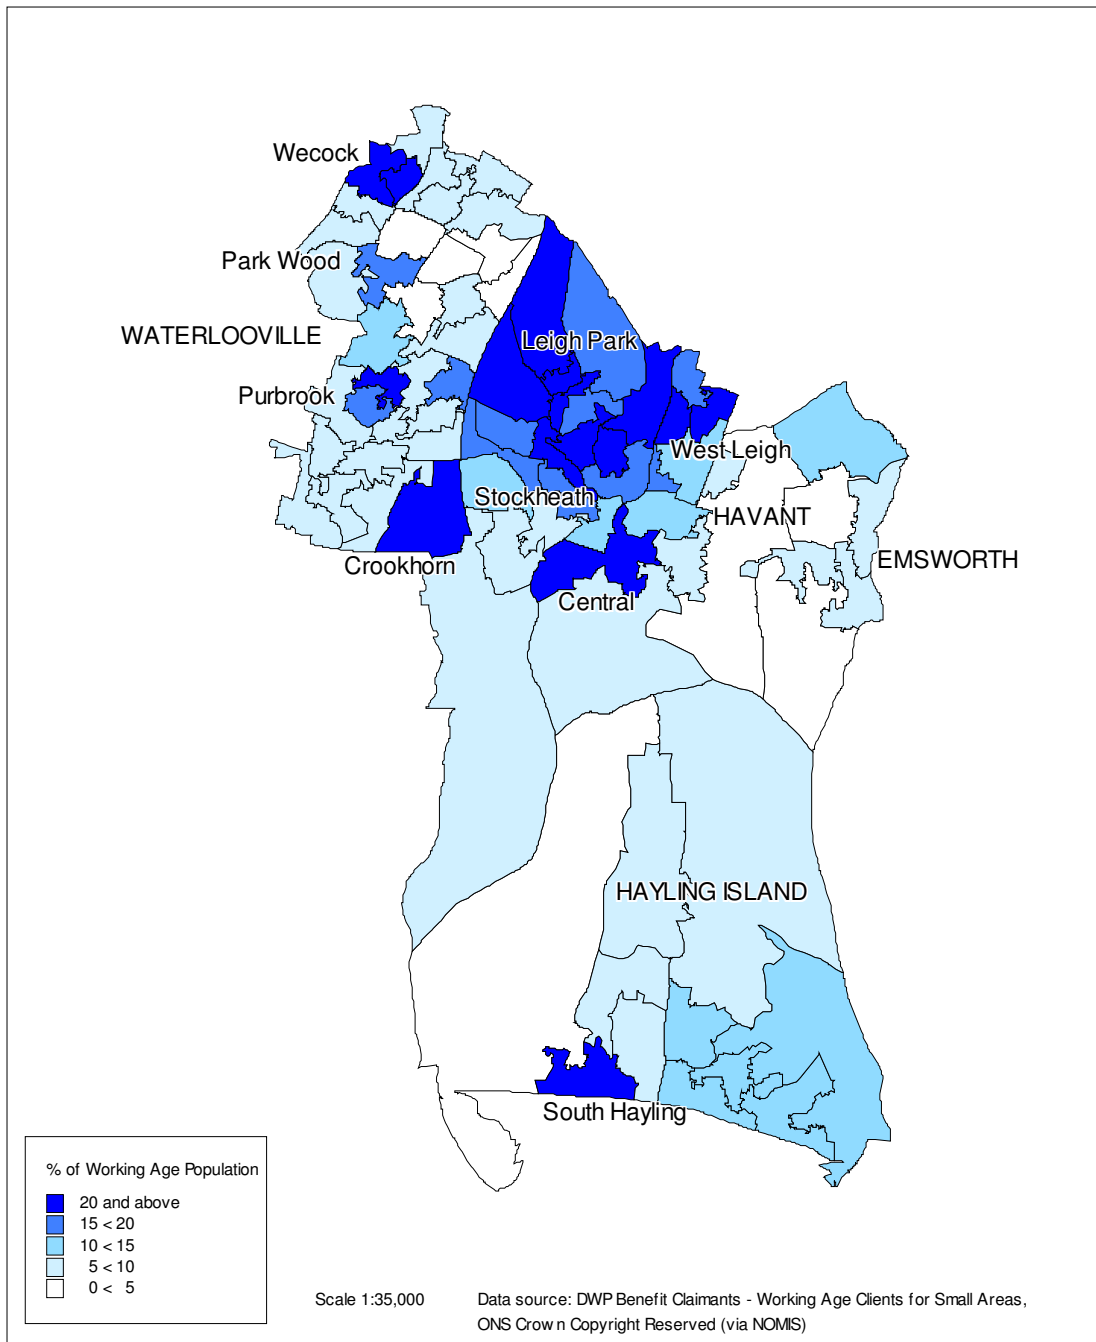 Wecock
Park Wood
WATERLOOVILLE
Leigh Park
Purbrook
West Leigh
Stockheath
HAVANT
EMSWORTH
Crookhorn
Central
HAYLING ISLAND
South Hayling
% of Working Age Population
20 and above
15 < 20
10 < 15
5 < 10
0 < 5
Scale 1:35,000
Data source: DWP Benefit Claimants - Working Age Clients for Small Areas,
ONS Crown Copyright Reserved (via NOMIS)